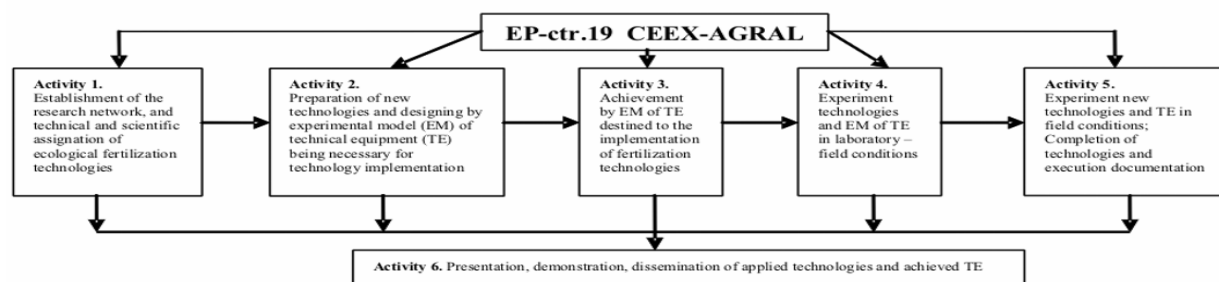 EP-ctr.19 CEEX-AGRAL
Activity 1.
Establishment of the
research network, and
technical and scientific
assignation of
ecological fertilization
technologies
Activity 2.
Preparation of new
technologies and designing by
experimental model (EM) of
technical equipment (TE)
being necessary for
technology implementation
Activity 3.
Achievement
by EM of TE
destined to the
implementation
of fertilization
technologies
Activity 4.
Experiment
technologies
and EM of TE
in laboratory –
field conditions
Activity 5.
Experiment new
technologies and TE in
field conditions;
Completion of
technologies and
execution documentation
Activity 6. Presentation, demonstration, dissemination of applied technologies and achieved TE